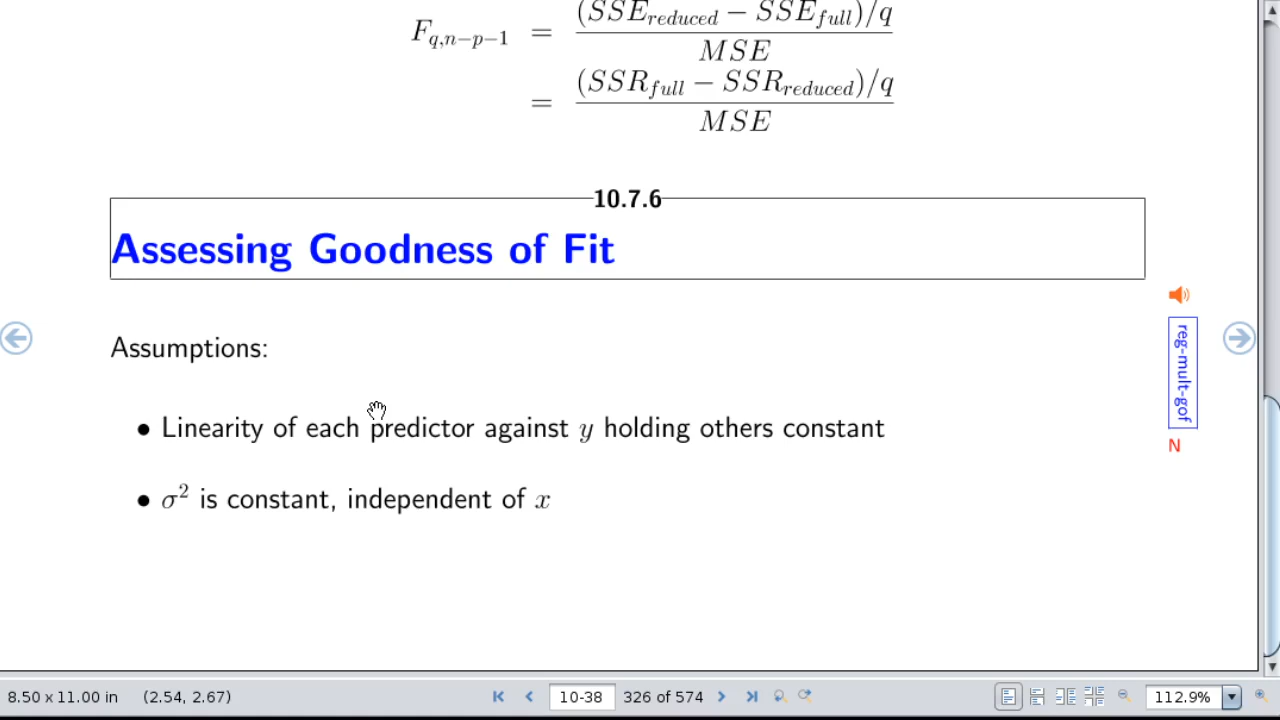 F_{q,n−p−1} = (SSE_{reduced} − SSE_{full})/q
MSE
= (SSR_{full} − SSR_{reduced})/q
MSE
10.7.6
Assessing Goodness of Fit
Assumptions:
• Linearity of each predictor against y holding others constant
• σ² is constant, independent of x
reg-mult-gof
N
8.50 x 11.00 in (2.54, 2.67) 10-38 326 of 574 112.9%